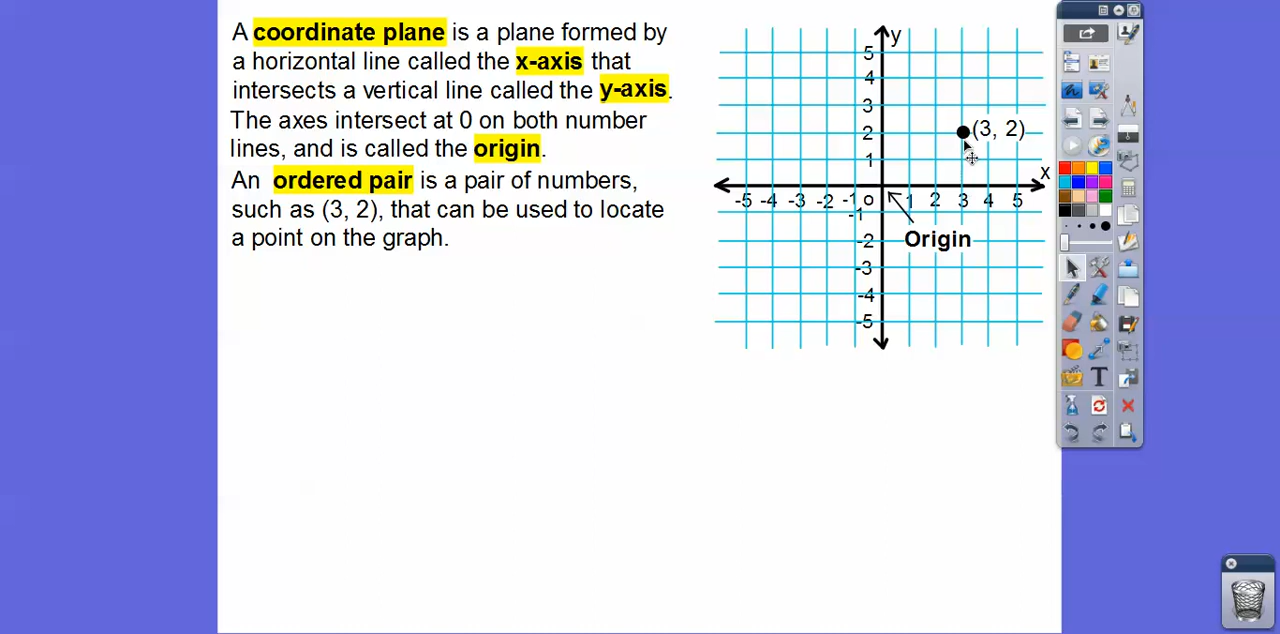 A coordinate plane is a plane formed by
a horizontal line called the x-axis that
intersects a vertical line called the y-axis.
The axes intersect at 0 on both number
lines, and is called the origin.
An ordered pair is a pair of numbers,
such as (3, 2), that can be used to locate
a point on the graph.
y
5
4
3
2
(3, 2)
1
x
-5 -4 -3 -2 -1 o 1 2 3 4 5
-1
-2
Origin
-3
-4
-5
T